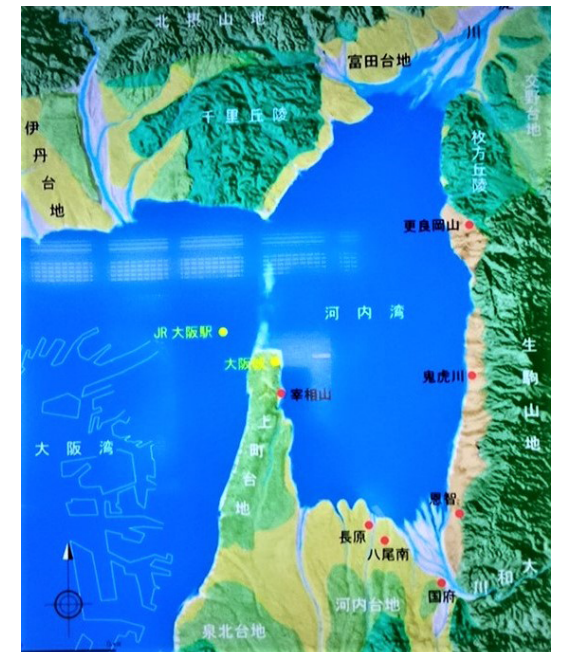 北摂山地
川
富田台地
千里丘陵
伊丹台地
交野台地
枚方丘陵
更良岡山
河内湾
JR大阪駅
大阪
鬼虎川
生駒山地
宰相山
上町台地
大阪湾
恩智
長原
八尾南
国府
大和川
河内台地
泉北台地